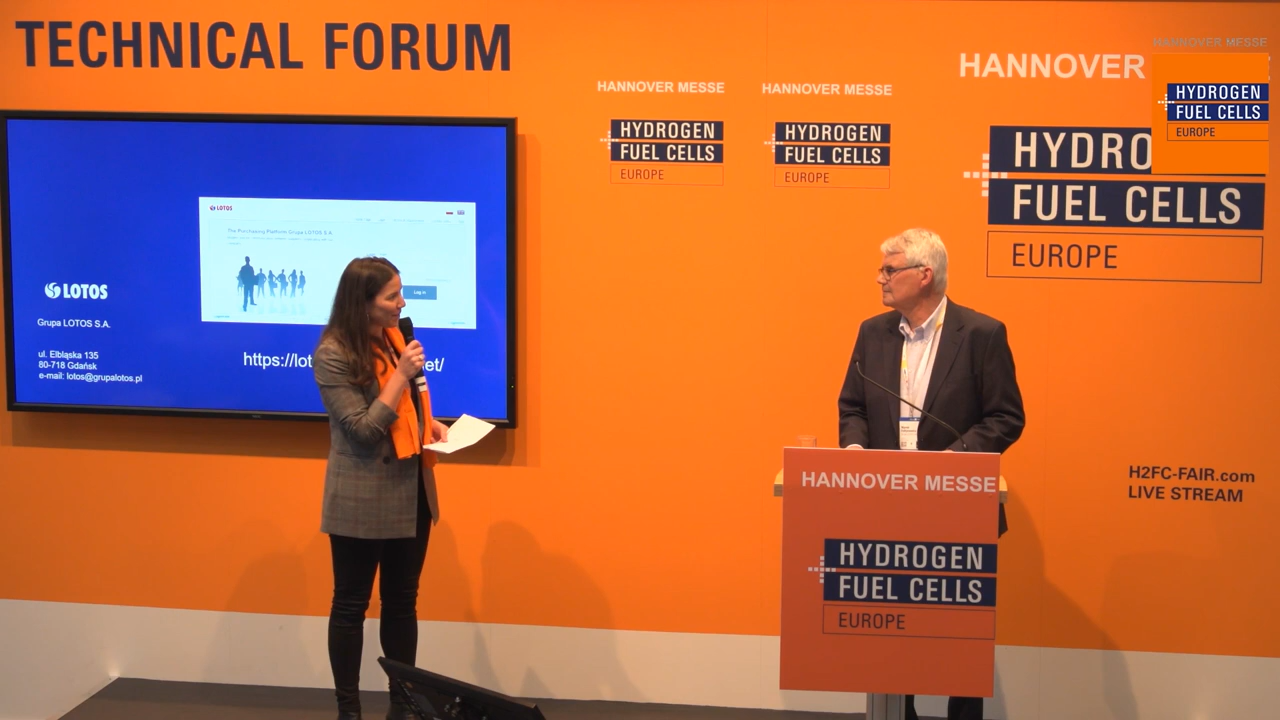 TECHNICAL FORUM
HANNOVER MESSE
HYDROGEN
FUEL CELLS
EUROPE
HANNOVER MESSE
HYDROGEN
FUEL CELLS
EUROPE
HANNOVER
HYDRO
FUEL CELLS
EUROPE
HANNOVER MESSE
HYDROGEN
FUEL CELLS
EUROPE
LOTOS
The Purchasing Platform Grupa LOTOS S.A.
Log in
LOTOS
Grupa LOTOS S.A.
ul. Elbląska 135
80-718 Gdańsk
e-mail: lotos@grupalotos.pl
https://lot
et/
H2FC-FAIR.com
LIVE STREAM
HANNOVER MESSE
HYDROGEN
FUEL CELLS
EUROPE